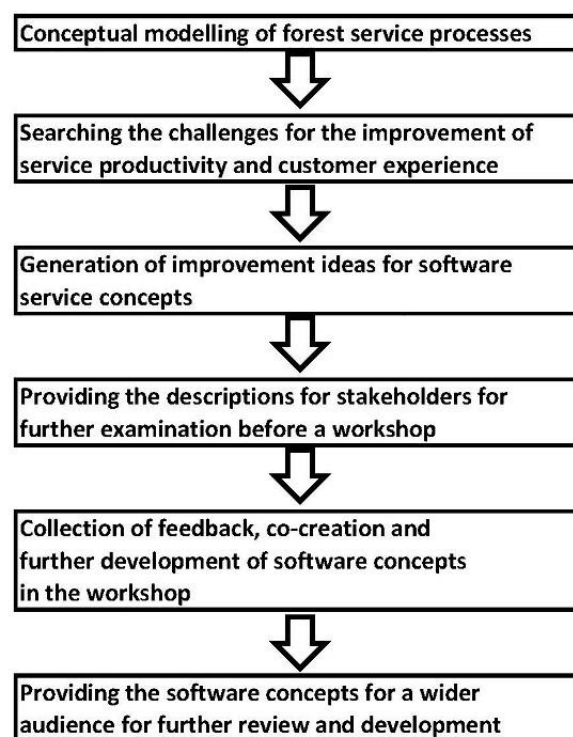 Conceptual modelling of forest service processes
Searching the challenges for the improvement of
service productivity and customer experience
Generation of improvement ideas for software
service concepts
Providing the descriptions for stakeholders for
further examination before a workshop
Collection of feedback, co-creation and
further development of software concepts
in the workshop
Providing the software concepts for a wider
audience for further review and development